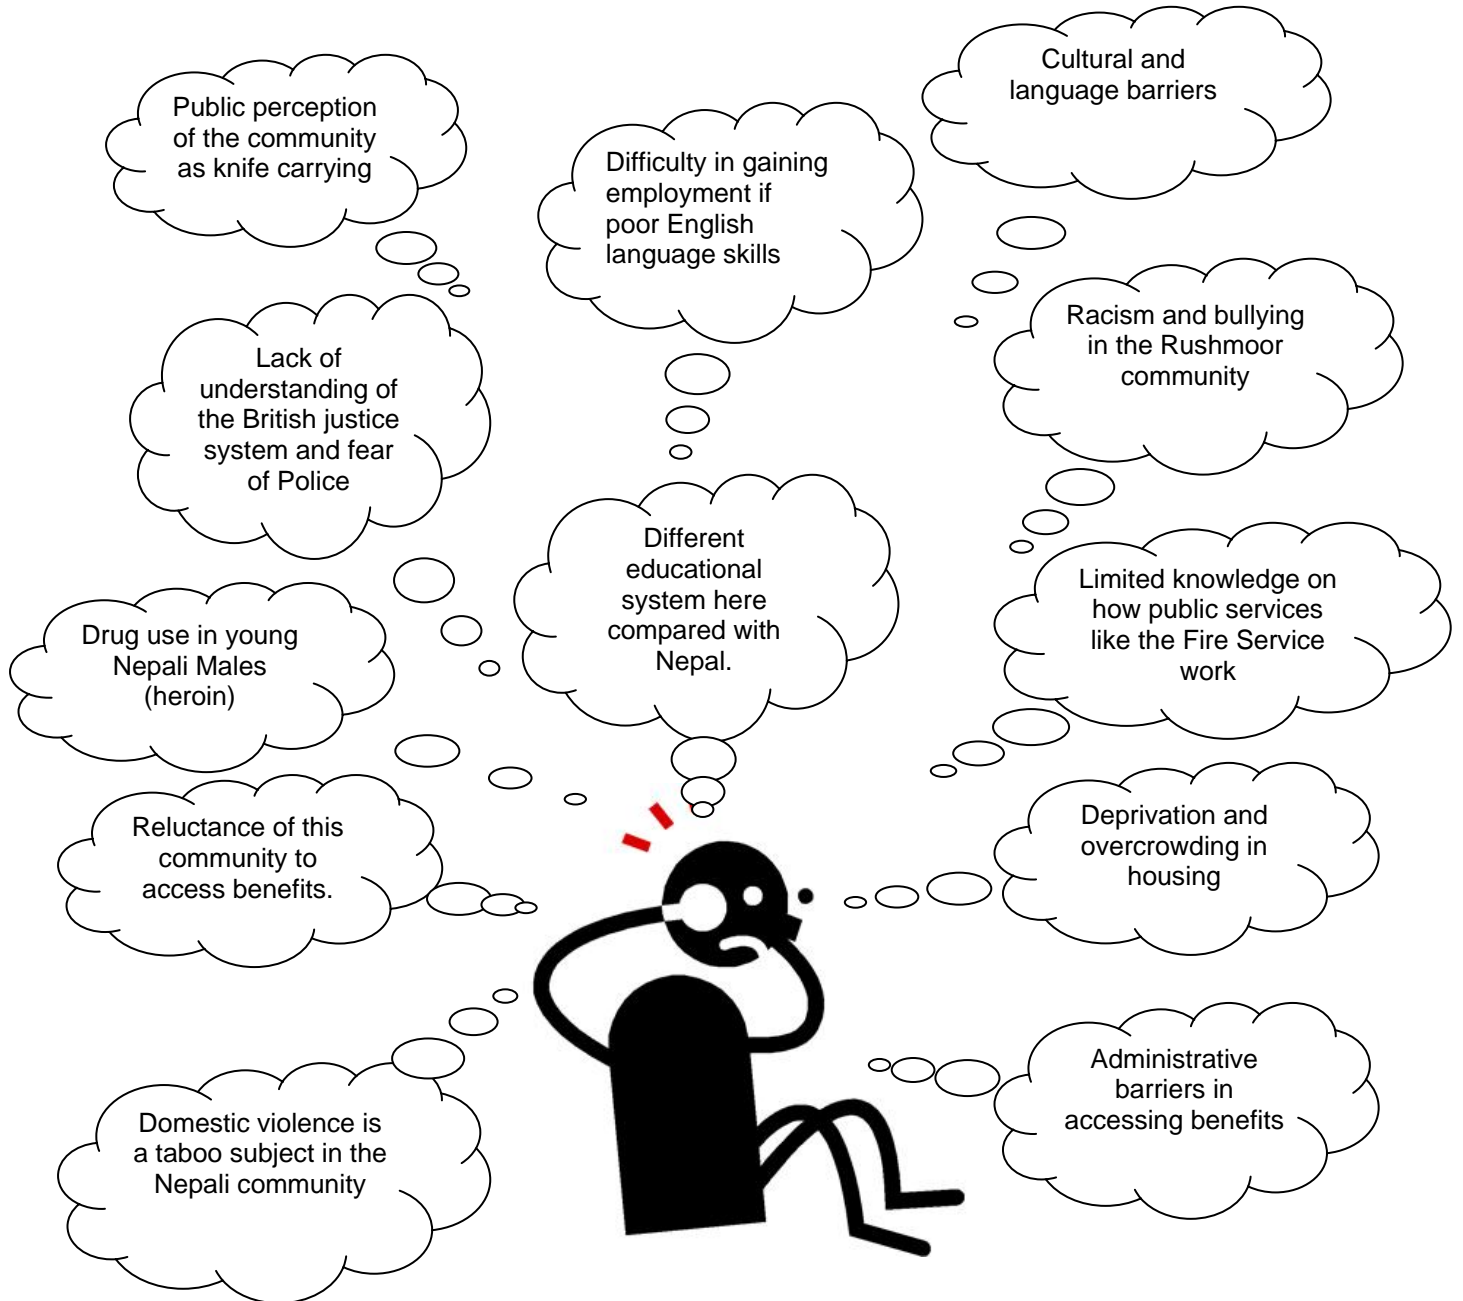 Public perception
of the community
as knife carrying
Difficulty in gaining
employment if
poor English
language skills
Cultural and
language barriers
Lack of
understanding of
the British justice
system and fear
of Police
Racism and bullying
in the Rushmoor
community
Different
educational
system here
compared with
Nepal.
Limited knowledge on
how public services
like the Fire Service
work
Drug use in young
Nepali Males
(heroin)
Reluctance of this
community to
access benefits.
Deprivation and
overcrowding in
housing
Domestic violence is
a taboo subject in the
Nepali community
Administrative
barriers in
accessing benefits